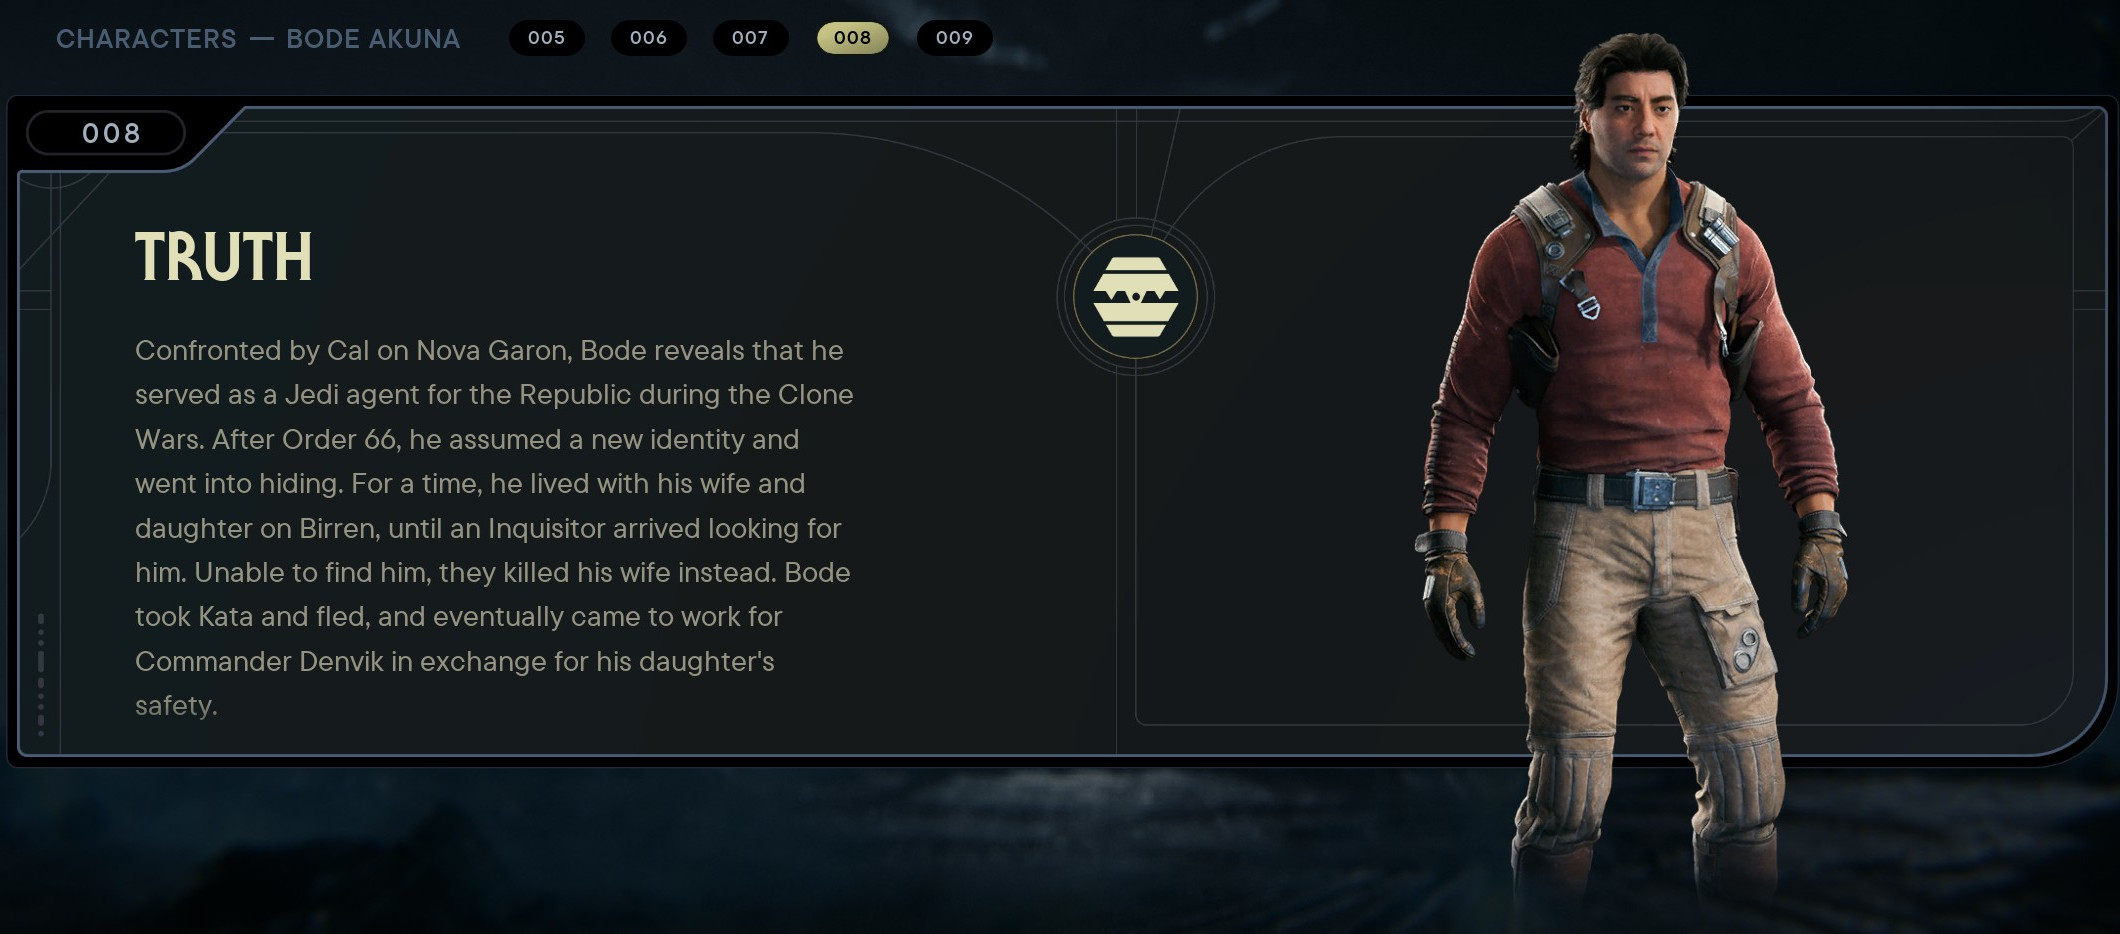 CHARACTERS — BODE AKUNA 005 006 007 008 009
008
TRUTH
Confronted by Cal on Nova Garon, Bode reveals that he
served as a Jedi agent for the Republic during the Clone
Wars. After Order 66, he assumed a new identity and
went into hiding. For a time, he lived with his wife and
daughter on Birren, until an Inquisitor arrived looking for
him. Unable to find him, they killed his wife instead. Bode
took Kata and fled, and eventually came to work for
Commander Denvik in exchange for his daughter's
safety.